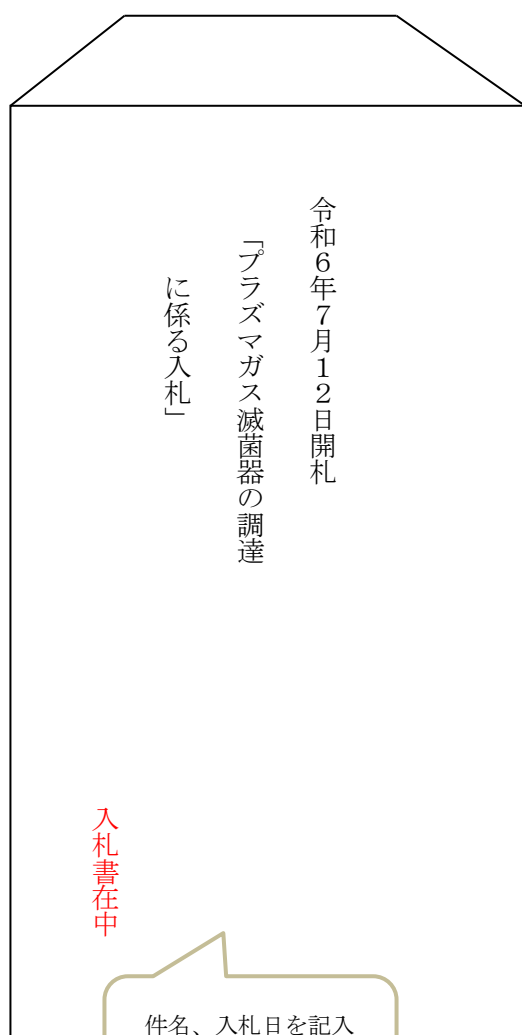 令和６年７月１２日開札
「プラズマガス滅菌器の調達
に係る入札」
入札書在中
件名、入札日を記入